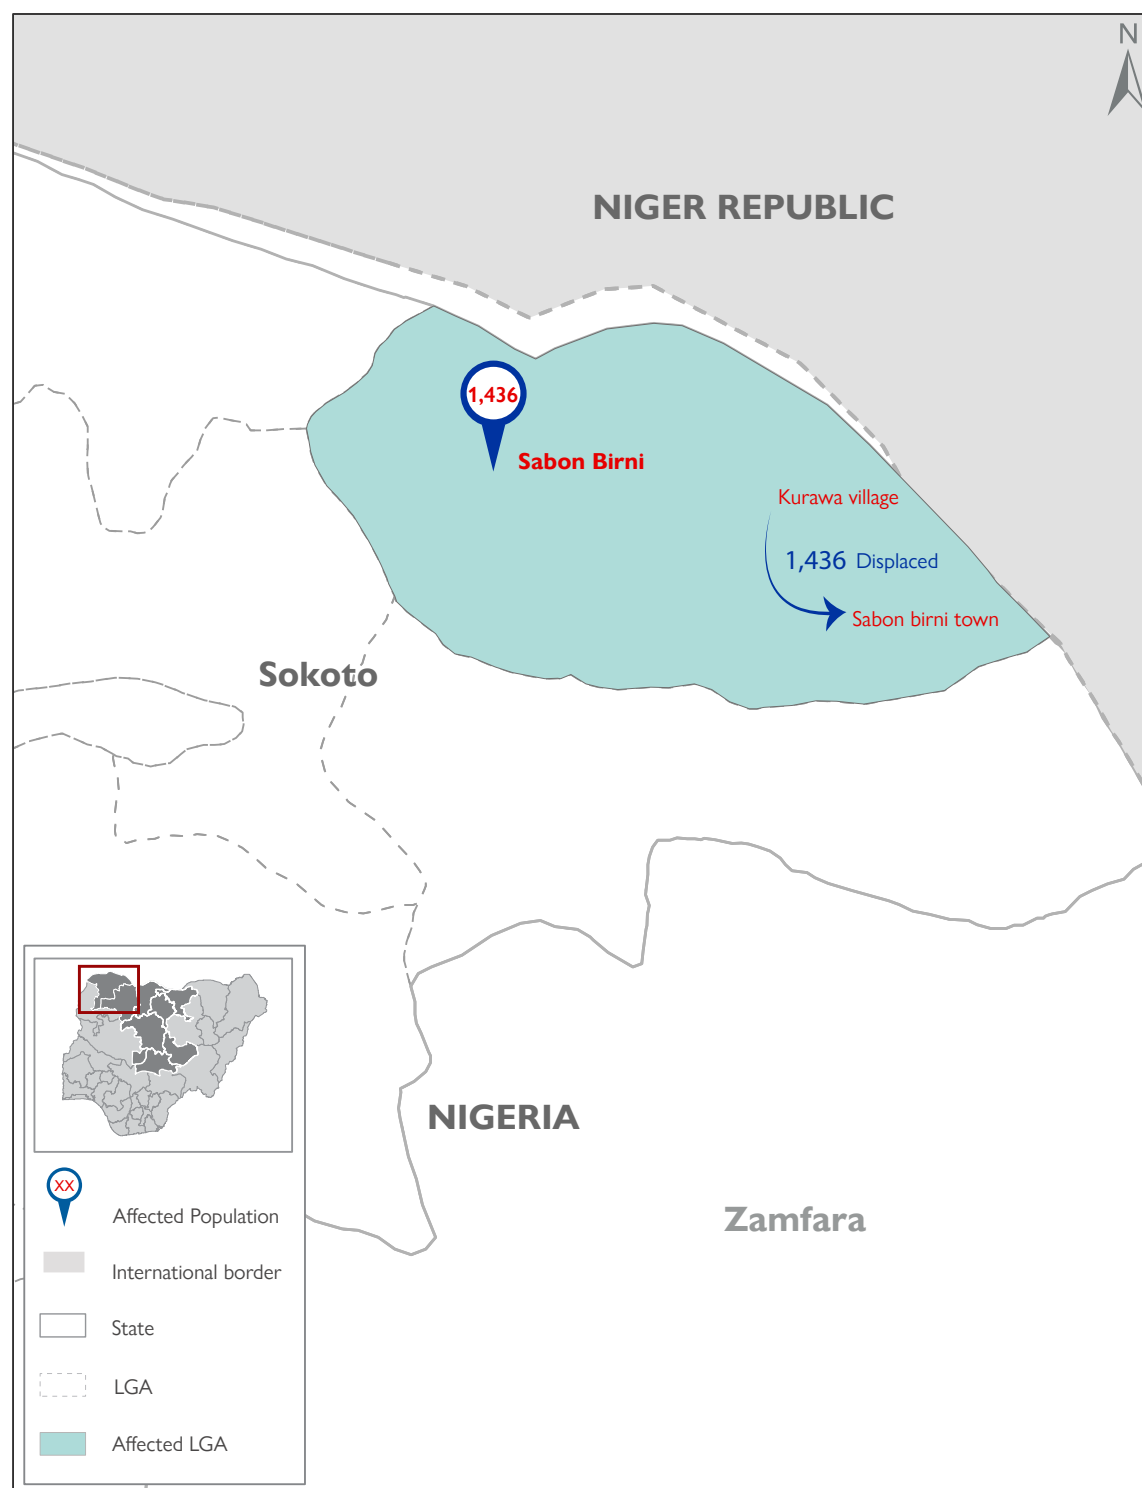 N
NIGER REPUBLIC
1,436
Sabon Birni
Kurawa village
1,436 Displaced
Sabon birni town
Sokoto
NIGERIA
Zamfara
XX
Affected Population
International border
State
LGA
Affected LGA